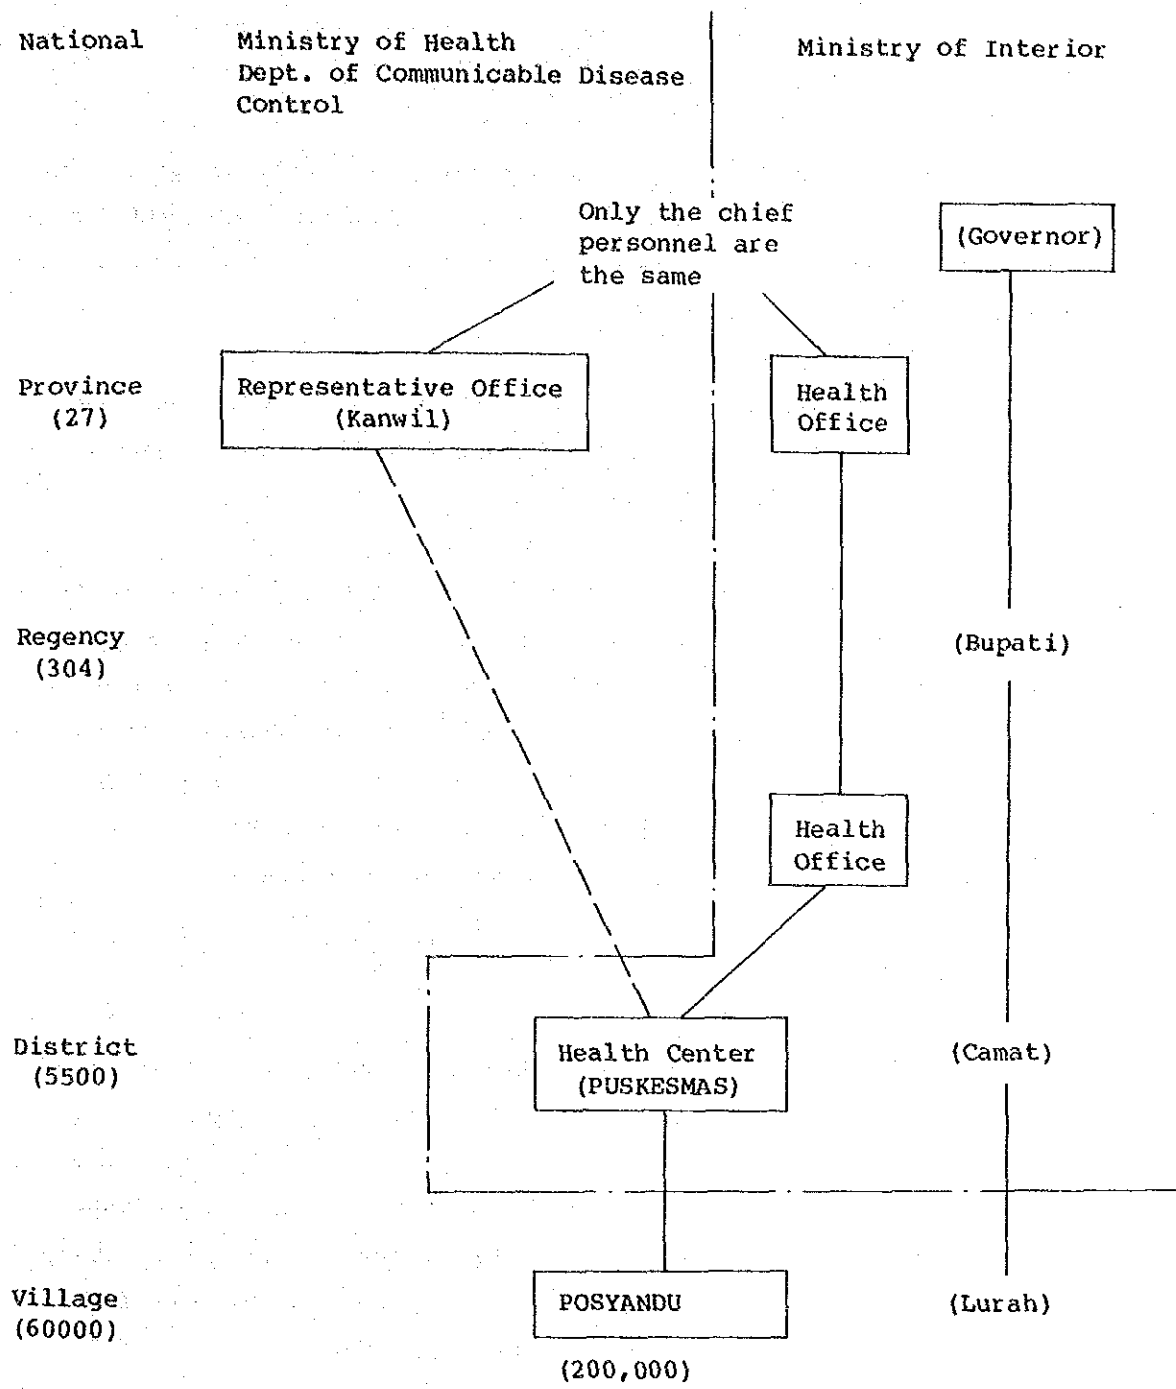 National
Ministry of Health
Dept. of Communicable Disease
Control
Ministry of Interior
Only the chief
personnel are
the same
(Governor)
Province
(27)
Representative Office
(Kanwil)
Health
Office
Regency
(304)
(Bupati)
Health
Office
District
(5500)
Health Center
(PUSKESMAS)
(Camat)
Village
(60000)
POSYANDU
(Lurah)
(200,000)